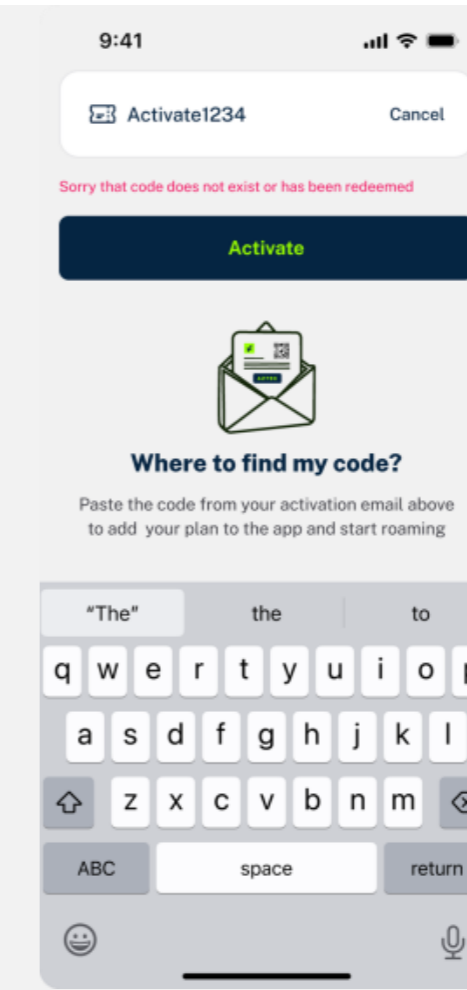 9:41
Activate1234 Cancel
Sorry that code does not exist or has been redeemed
Activate
Where to find my code?
Paste the code from your activation email above
to add your plan to the app and start roaming
“The” the to
q w e r t y u i o p
a s d f g h j k l
z x c v b n m
ABC space return